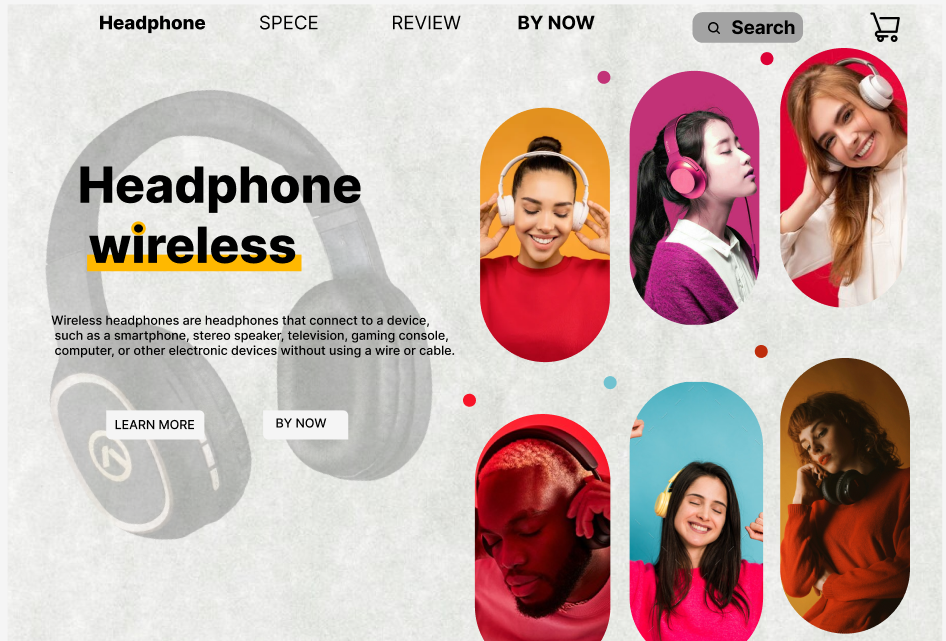 Headphone
SPECE
REVIEW
BY NOW
Search
Headphone
wireless
Wireless headphones are headphones that connect to a device,
such as a smartphone, stereo speaker, television, gaming console,
computer, or other electronic devices without using a wire or cable.
LEARN MORE
BY NOW